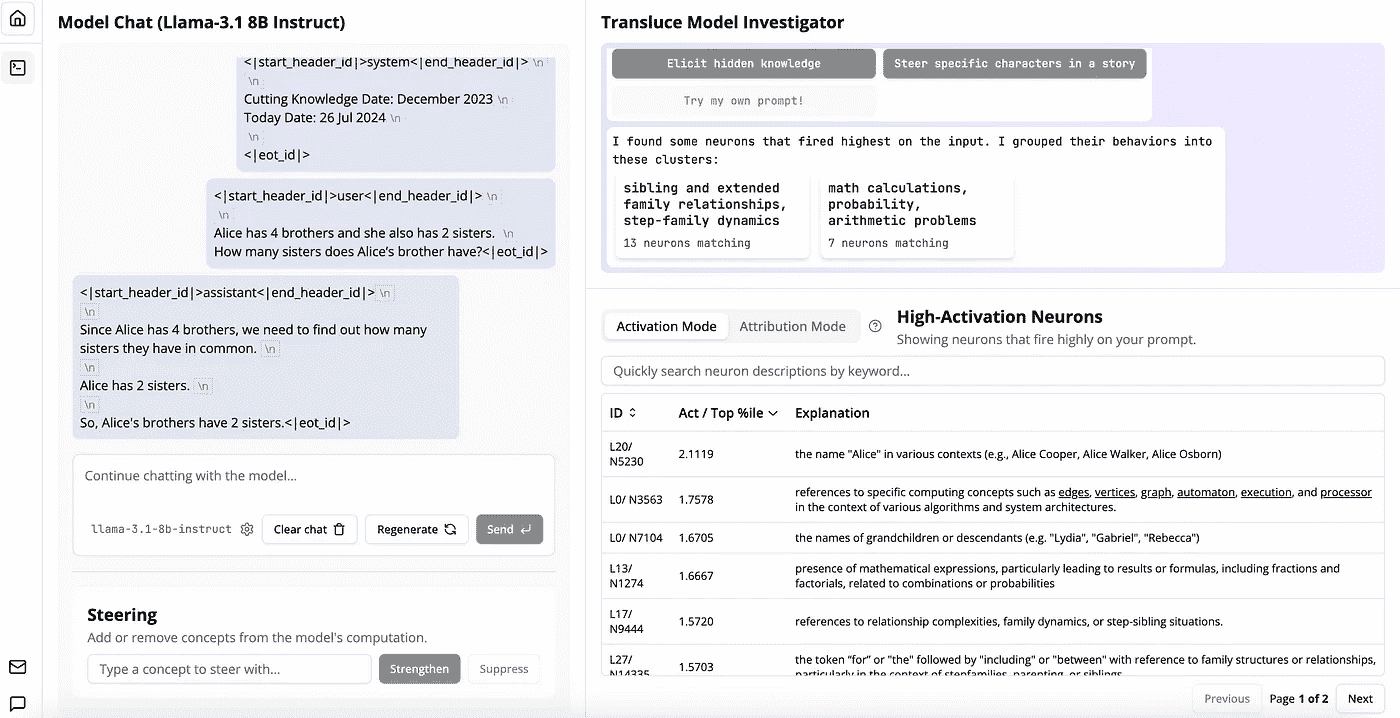 Model Chat (Llama-3.1 8B Instruct)
<|start_header_id|>system<|end_header_id|> \n
\n
Cutting Knowledge Date: December 2023 \n
Today Date: 26 Jul 2024 \n
\n
<|eot_id|>
<|start_header_id|>user<|end_header_id|> \n
\n
Alice has 4 brothers and she also has 2 sisters. \n
How many sisters does Alice’s brother have?<|eot_id|>
<|start_header_id|>assistant<|end_header_id|> \n
\n
Since Alice has 4 brothers, we need to find out how many
sisters they have in common. \n
\n
Alice has 2 sisters. \n
\n
So, Alice's brothers have 2 sisters.<|eot_id|>
Continue chatting with the model...
llama-3.1-8b-instruct
Clear chat
Regenerate
Send
Steering
Add or remove concepts from the model's computation.
Type a concept to steer with...
Strengthen
Suppress
Transluce Model Investigator
Elicit hidden knowledge
Steer specific characters in a story
Try my own prompt!
I found some neurons that fired highest on the input. I grouped their behaviors into
these clusters:
sibling and extended
family relationships,
step-family dynamics
13 neurons matching
math calculations,
probability,
arithmetic problems
7 neurons matching
Activation Mode
Attribution Mode
High-Activation Neurons
Showing neurons that fire highly on your prompt.
Quickly search neuron descriptions by keyword...
ID Act / Top %ile Explanation
L20/
N5230
2.1119
the name "Alice" in various contexts (e.g., Alice Cooper, Alice Walker, Alice Osborn)
L0/ N3563
1.7578
references to specific computing concepts such as edges, vertices, graph, automaton, execution, and processor
in the context of various algorithms and system architectures.
L0/ N7104
1.6705
the names of grandchildren or descendants (e.g. "Lydia", "Gabriel", "Rebecca")
L13/
N1274
1.6667
presence of mathematical expressions, particularly leading to results or formulas, including fractions and
factorials, related to combinations or probabilities
L17/
N9444
1.5720
references to relationship complexities, family dynamics, or step-sibling situations.
L27/
N14335
1.5703
the token “for” or "the" followed by "including" or "between" with reference to family structures or relationships,
particularly in the context of stepfamilies, parenting, or siblings
Previous
Page 1 of 2
Next